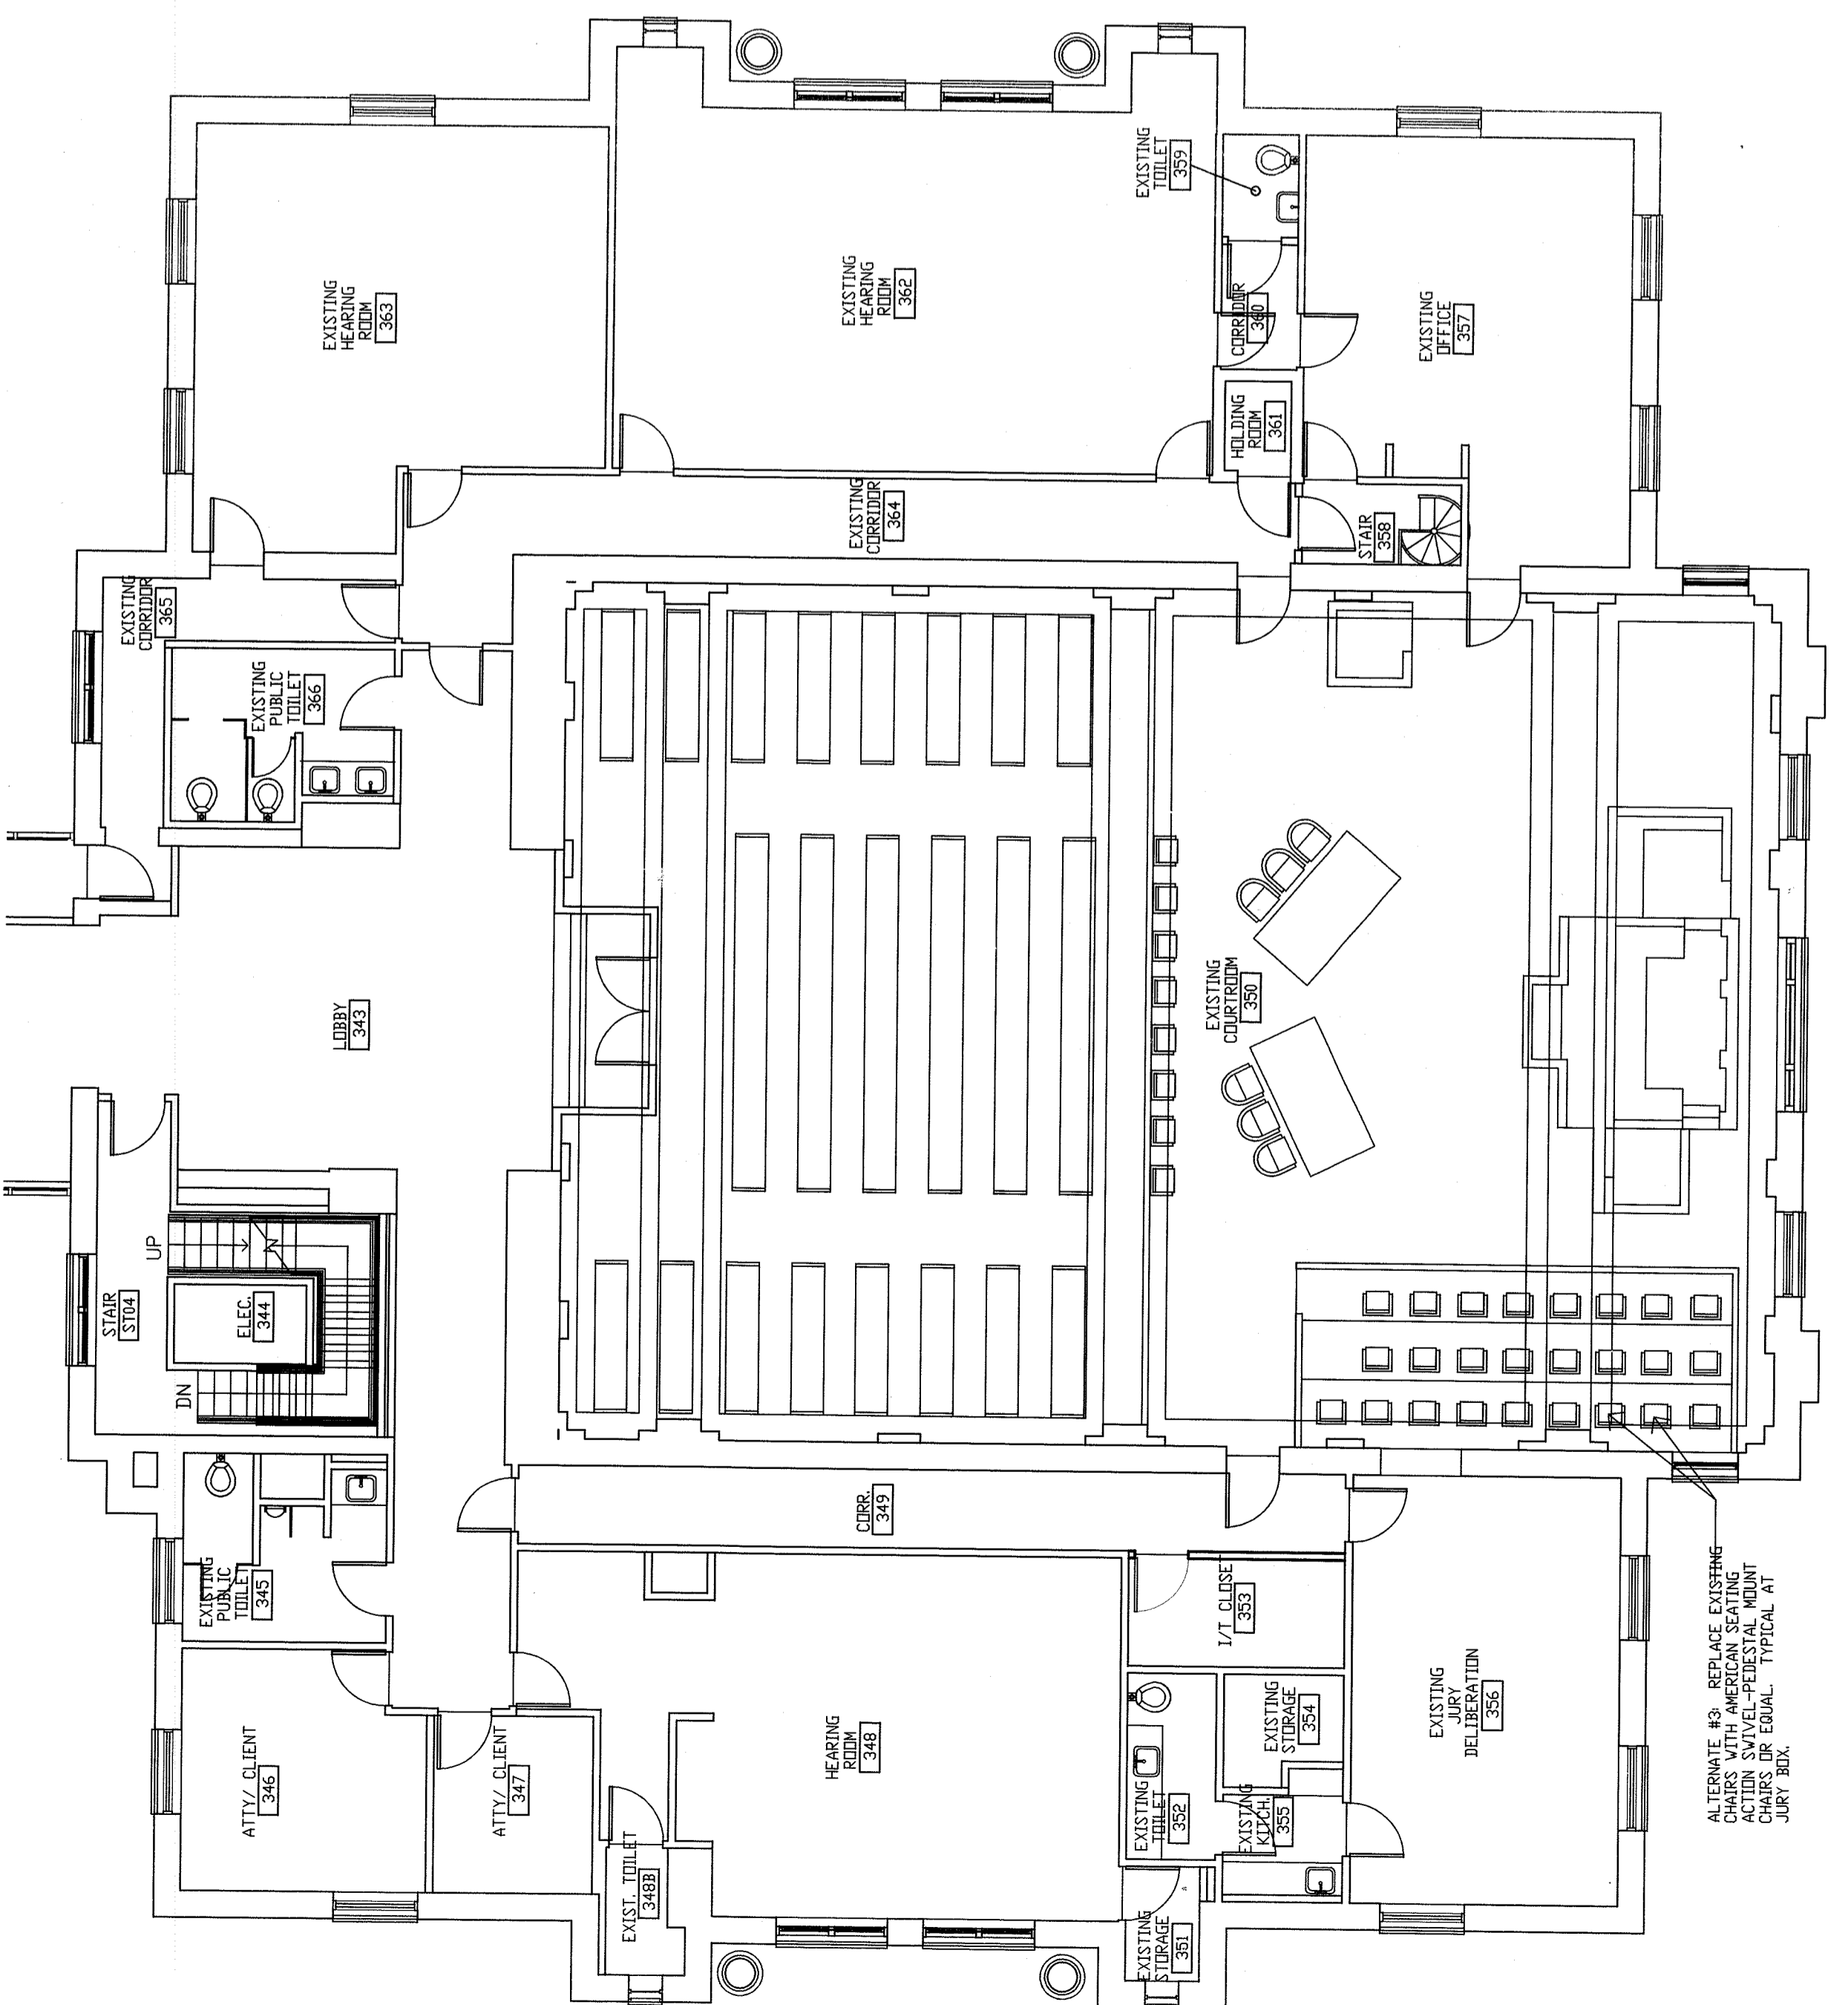 EXISTING
HEARING
ROOM
363
EXISTING
HEARING
ROOM
362
EXISTING
TOILET
359
CORRIDOR
360
HOLDING
ROOM
361
EXISTING
OFFICE
357
EXISTING
CORRIDOR
364
STAIR
358
EXISTING
CORRIDOR
365
EXISTING
PUBLIC
TOILET
366
LOBBY
343
EXISTING
COURTROOM
350
STAIR
ST04
UP
ELEC.
344
DN
EXISTING
PUBLIC
TOILET
345
CORR.
349
ATTY/ CLIENT
346
ATTY/ CLIENT
347
EXIST. TOILET
348B
HEARING
ROOM
348
I/T CLOSET
353
EXISTING
STORAGE
354
EXISTING
TOILET
352
EXISTING
KITCH.
355
EXISTING
STORAGE
351
EXISTING
JURY
DELIBERATION
356
ALTERNATE #3: REPLACE EXISTING
CHAIRS WITH AMERICAN SEATING
ACTION SWIVEL-PEDESTAL MOUNT
CHAIRS OR EQUAL. TYPICAL AT
JURY BOX.